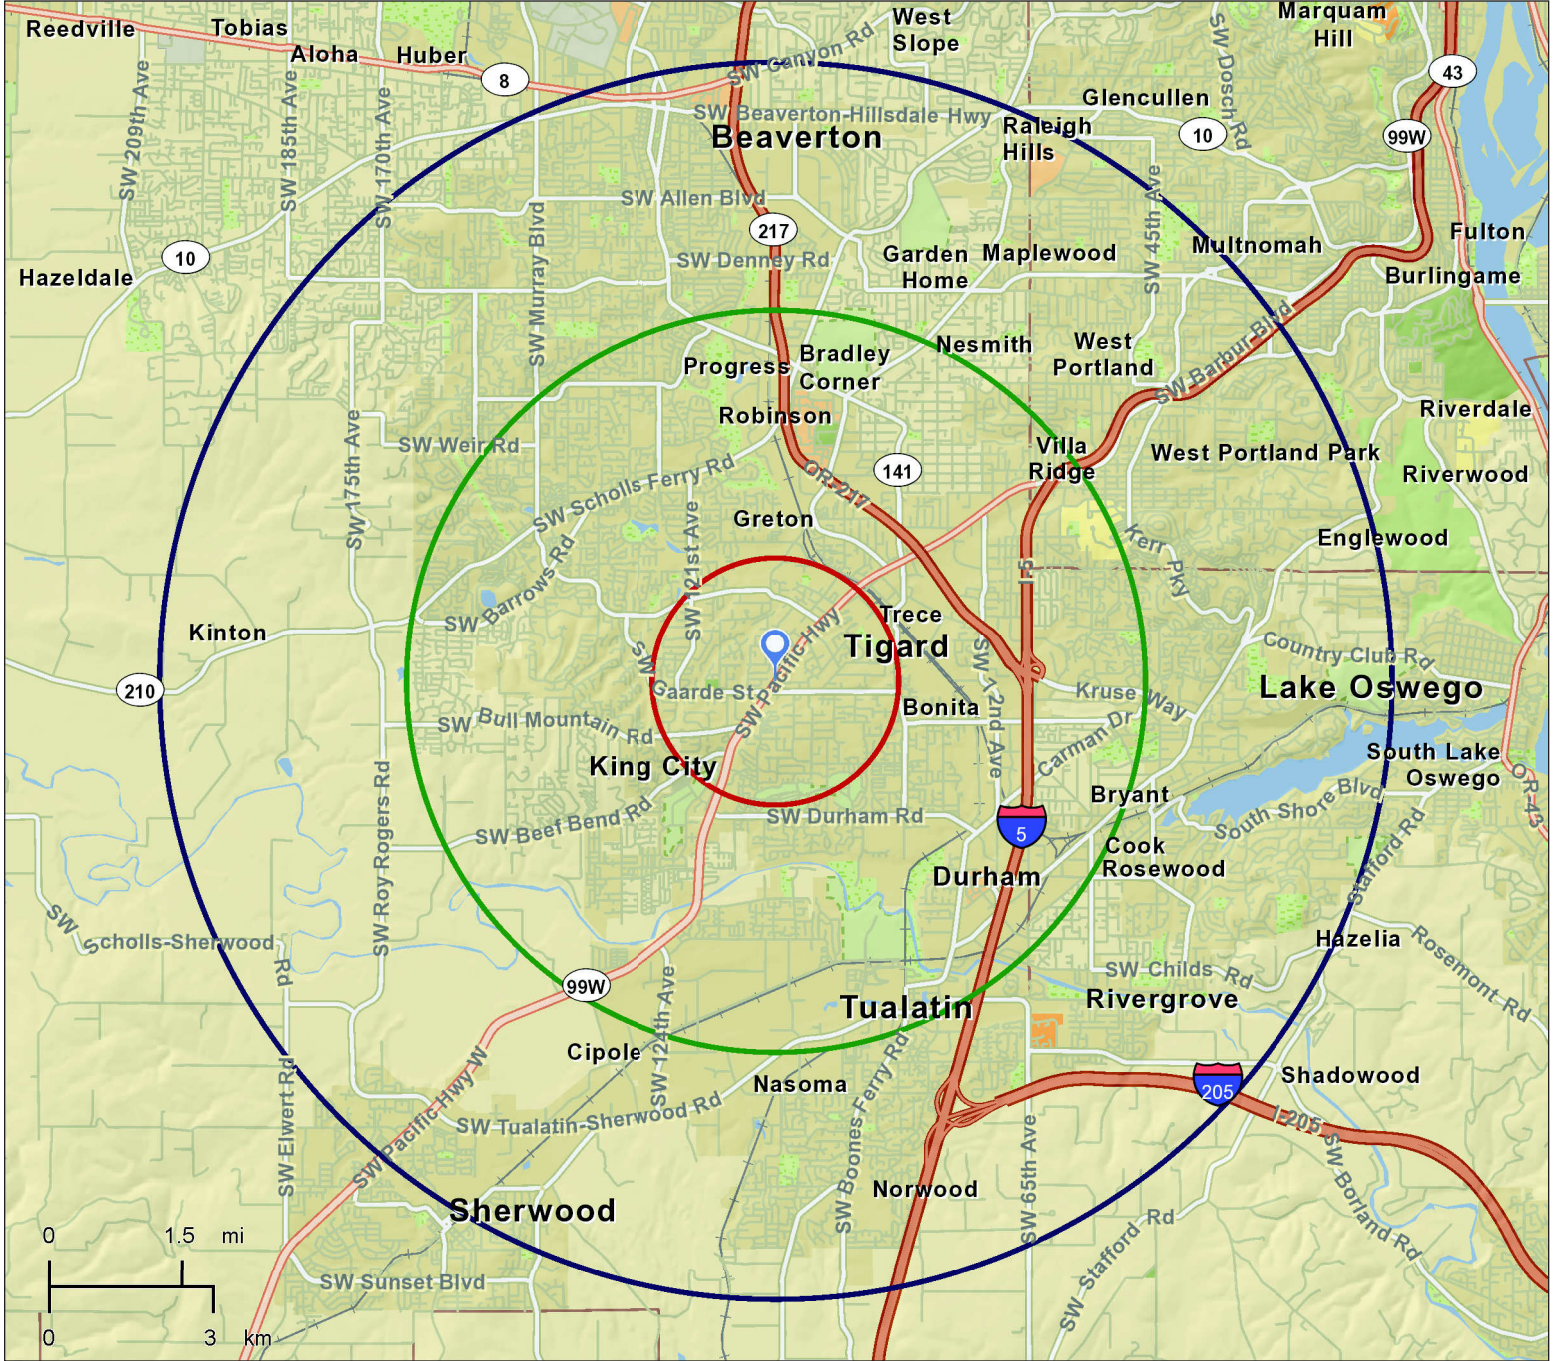 West
Slope
Marquam
Hill
Reedville
Tobias
Aloha
Huber
8
SW Canyon Rd
SW Dosch Rd
43
SW 209th Ave
SW 185th Ave
SW 170th Ave
SW Beaverton-Hillsdale Hwy
Beaverton
Glencullen
Raleigh
Hills
10
99W
SW Allen Blvd
SW Murray Blvd
217
SW 45th Ave
Multnomah
Fulton
10
Hazeldale
SW Denney Rd
Garden
Home
Maplewood
Burlingame
Progress
Bradley
Corner
Nesmith
West
Portland
SW Barbur Blvd
Robinson
Riverdale
SW 175th Ave
SW Weir Rd
SW Scholls Ferry Rd
OR-217
141
Villa
Ridge
West Portland Park
Riverwood
Greton
SW 121st Ave
Kerr Pky
Englewood
SW Barrows Rd
I-5
Kinton
Trece
Tigard
SW Pacific Hwy
SW Gaarde St
SW 72nd Ave
Country Club Rd
210
Kruse Way
Lake Oswego
SW Bull Mountain Rd
Bonita
Carman Dr
King City
South Lake
Oswego
OR-43
SW Roy Rogers Rd
SW Beef Bend Rd
SW Durham Rd
5
Bryant
South Shore Blvd
Cook
Rosewood
Stafford Rd
Durham
SW Scholls-Sherwood Rd
Hazelia
Rosemont Rd
99W
SW 124th Ave
SW Childs Rd
Rivergrove
Tualatin
Cipole
Nasoma
SW Boones Ferry Rd
205
Shadowood
SW Elwert Rd
SW Pacific Hwy W
SW Tualatin-Sherwood Rd
I-205
SW Borland Rd
SW 65th Ave
Norwood
Sherwood
SW Stafford Rd
0 1.5 mi
SW Sunset Blvd
0 3 km